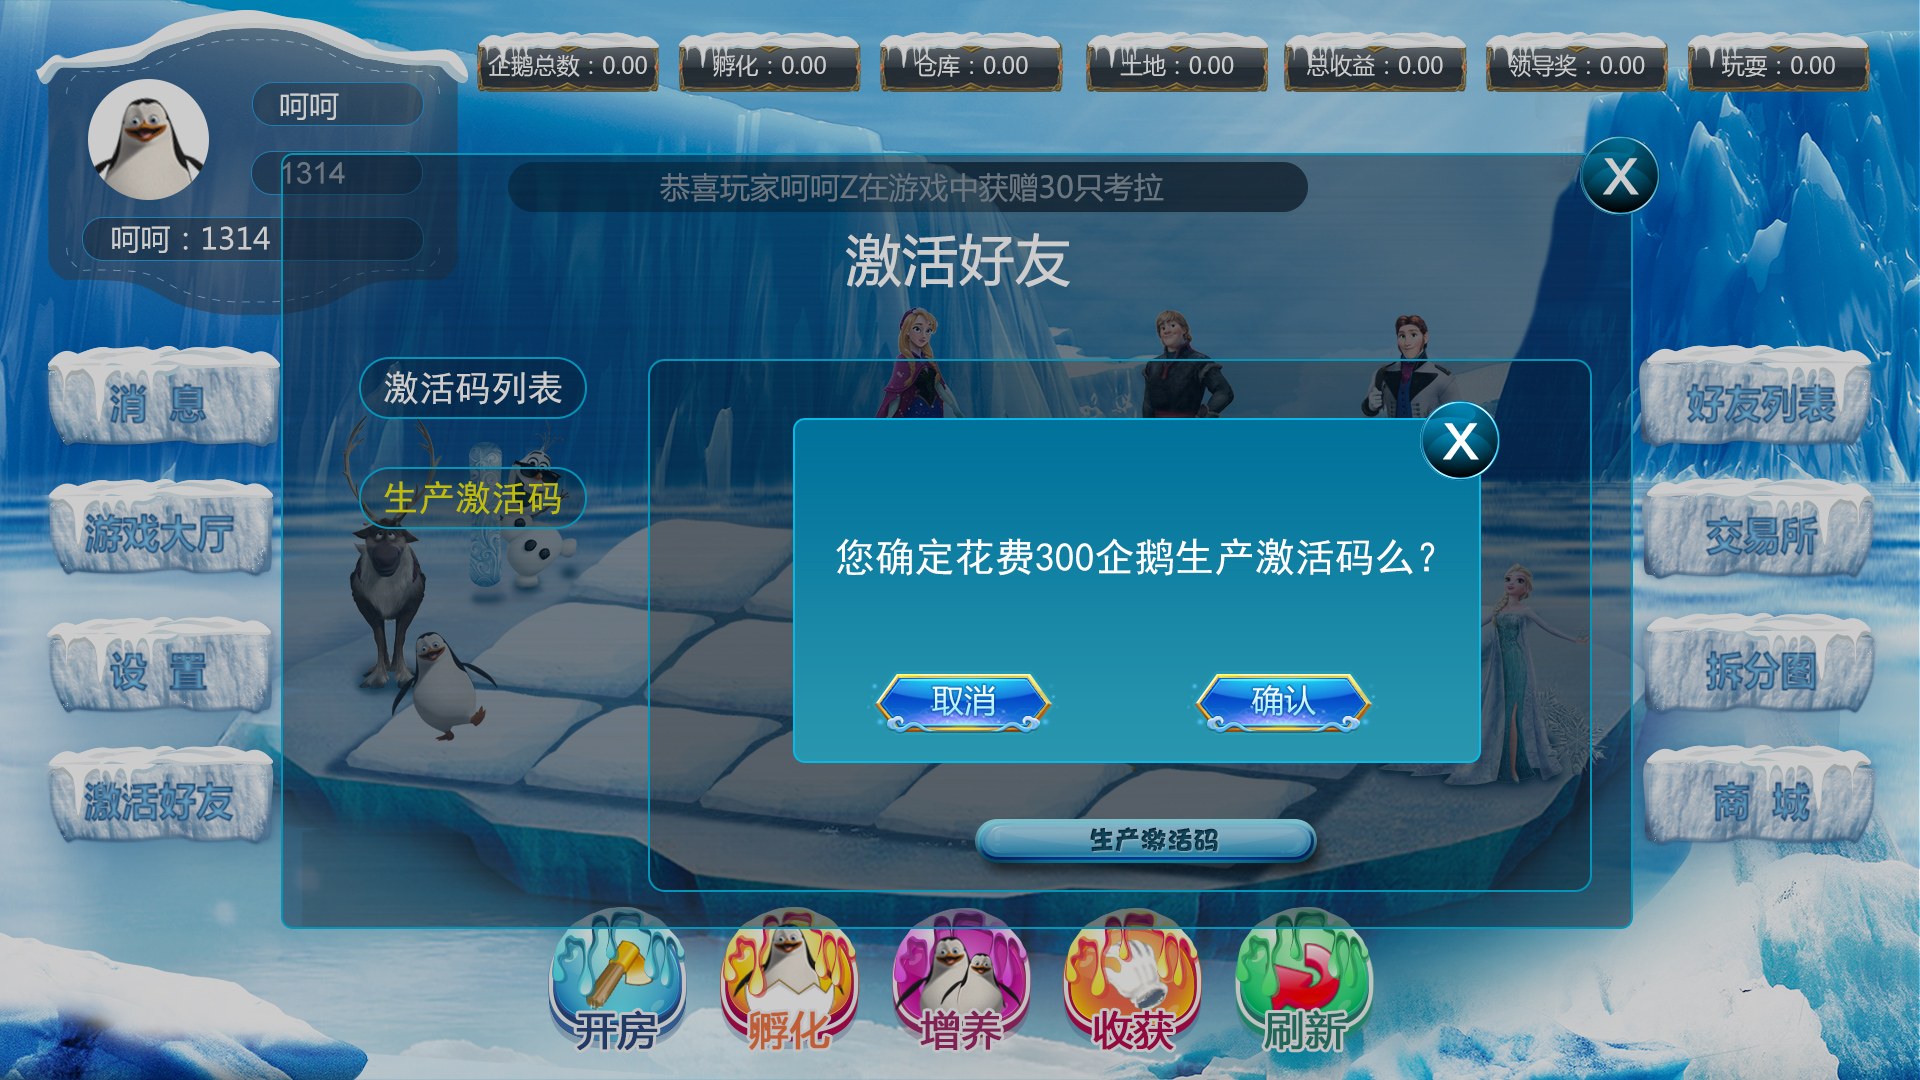 企鹅总数：0.00
孵化：0.00
仓库：0.00
土地：0.00
总收益：0.00
领导奖：0.00
玩耍：0.00
呵呵
1314
呵呵：1314
恭喜玩家呵呵Z在游戏中获赠30只考拉
X
激活好友
激活码列表
生产激活码
X
您确定花费300企鹅生产激活码么？
取消
确认
生产激活码
消 息
游戏大厅
设 置
激活好友
好友列表
交易所
拆分图
商 城
开房
孵化
增养
收获
刷新